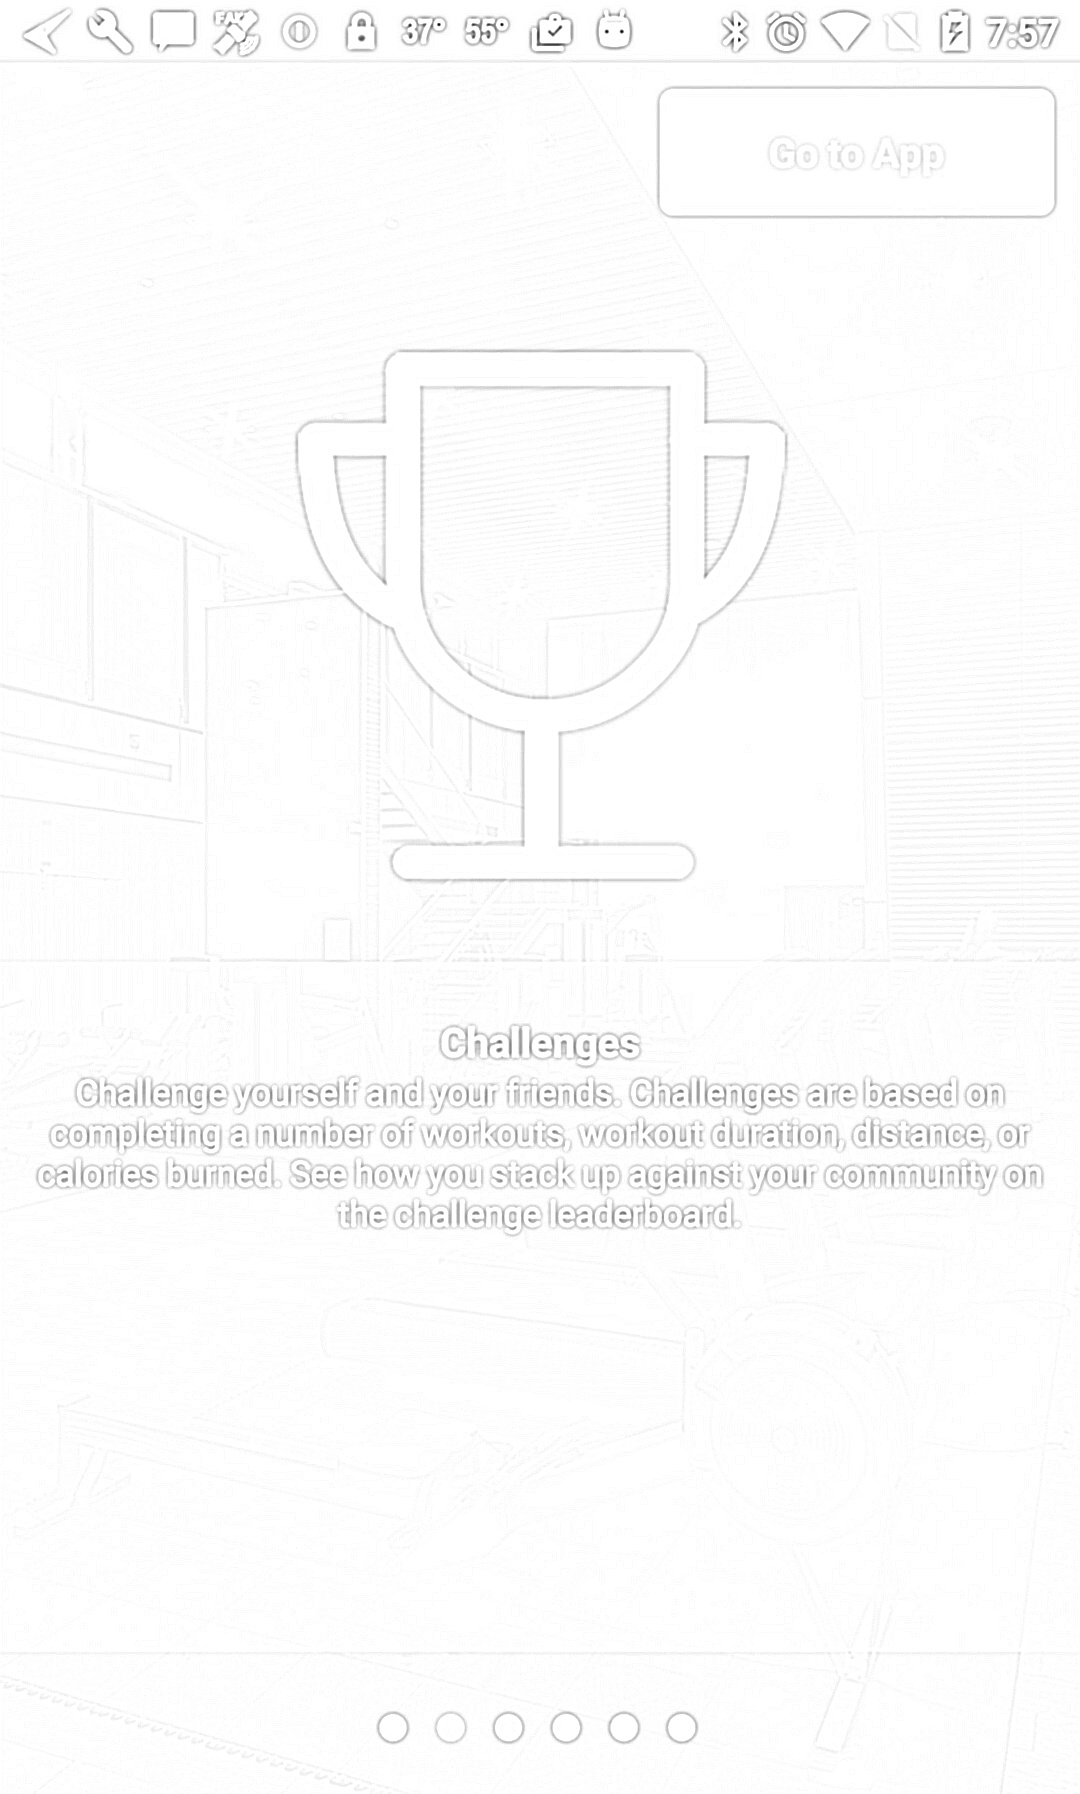 FAV 37° 55° 7:57
Go to App
Challenges
Challenge yourself and your friends. Challenges are based on
completing a number of workouts, workout duration, distance, or
calories burned. See how you stack up against your community on
the challenge leaderboard.